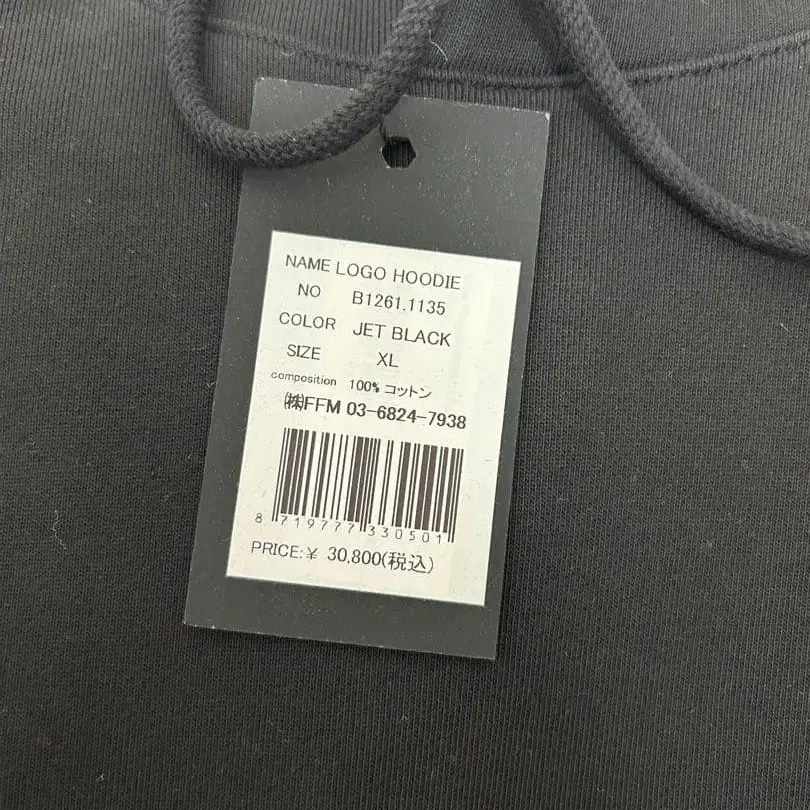 NAME LOGO HOODIE
NO B1261.1135
COLOR JET BLACK
SIZE XL
composition 100% コットン
㈱FFM 03-6824-7938
8 719777 330501
PRICE:¥ 30,800(税込)